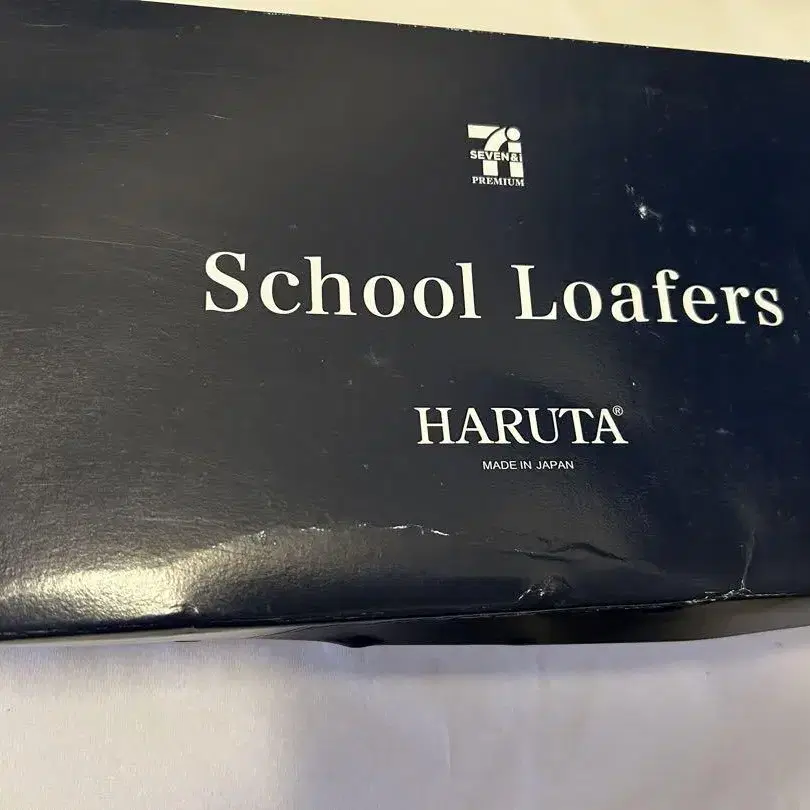 7i
SEVEN&i
PREMIUM
School Loafers
HARUTA®
MADE IN JAPAN